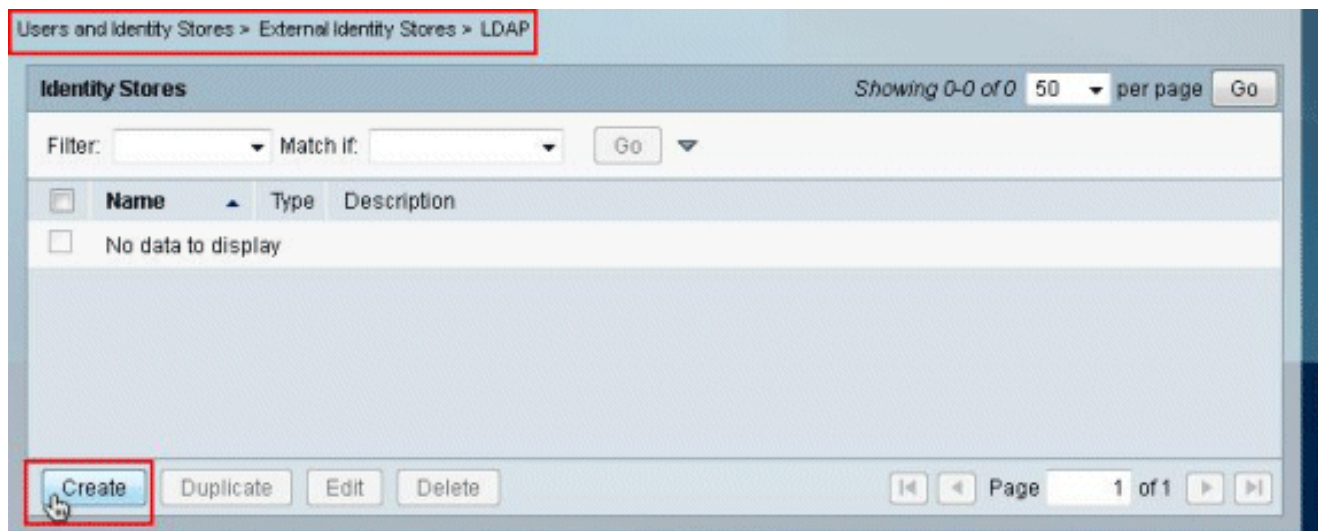 Users and Identity Stores > External Identity Stores > LDAP
Identity Stores Showing 0-0 of 0 50 per page Go
Filter: Match if: Go
Name Type Description
No data to display
Create Duplicate Edit Delete Page 1 of 1